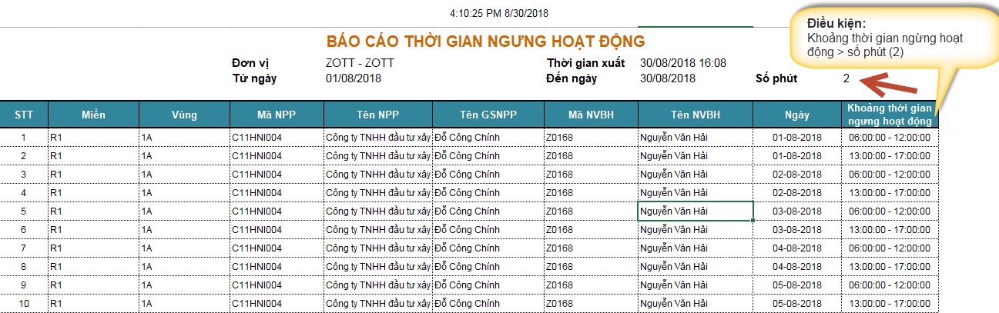 4:10:25 PM 8/30/2018
Điều kiện:
Khoảng thời gian ngừng hoạt
động > số phút (2)
BÁO CÁO THỜI GIAN NGƯNG HOẠT ĐỘNG
Đơn vị ZOTT - ZOTT Thời gian xuất 30/08/2018 16:08
Từ ngày 01/08/2018 Đến ngày 30/08/2018 Số phút 2
STT Miền Vùng Mã NPP Tên NPP Tên GSNPP Mã NVBH Tên NVBH Ngày Khoảng thời gian
ngưng hoạt động
1 R1 1A C11HNI004 Công ty TNHH đầu tư xây Đỗ Công Chính Z0168 Nguyễn Văn Hải 01-08-2018 06:00:00 - 12:00:00
2 R1 1A C11HNI004 Công ty TNHH đầu tư xây Đỗ Công Chính Z0168 Nguyễn Văn Hải 01-08-2018 13:00:00 - 17:00:00
3 R1 1A C11HNI004 Công ty TNHH đầu tư xây Đỗ Công Chính Z0168 Nguyễn Văn Hải 02-08-2018 06:00:00 - 12:00:00
4 R1 1A C11HNI004 Công ty TNHH đầu tư xây Đỗ Công Chính Z0168 Nguyễn Văn Hải 02-08-2018 13:00:00 - 17:00:00
5 R1 1A C11HNI004 Công ty TNHH đầu tư xây Đỗ Công Chính Z0168 Nguyễn Văn Hải 03-08-2018 06:00:00 - 12:00:00
6 R1 1A C11HNI004 Công ty TNHH đầu tư xây Đỗ Công Chính Z0168 Nguyễn Văn Hải 03-08-2018 13:00:00 - 17:00:00
7 R1 1A C11HNI004 Công ty TNHH đầu tư xây Đỗ Công Chính Z0168 Nguyễn Văn Hải 04-08-2018 06:00:00 - 12:00:00
8 R1 1A C11HNI004 Công ty TNHH đầu tư xây Đỗ Công Chính Z0168 Nguyễn Văn Hải 04-08-2018 13:00:00 - 17:00:00
9 R1 1A C11HNI004 Công ty TNHH đầu tư xây Đỗ Công Chính Z0168 Nguyễn Văn Hải 05-08-2018 06:00:00 - 12:00:00
10 R1 1A C11HNI004 Công ty TNHH đầu tư xây Đỗ Công Chính Z0168 Nguyễn Văn Hải 05-08-2018 13:00:00 - 17:00:00